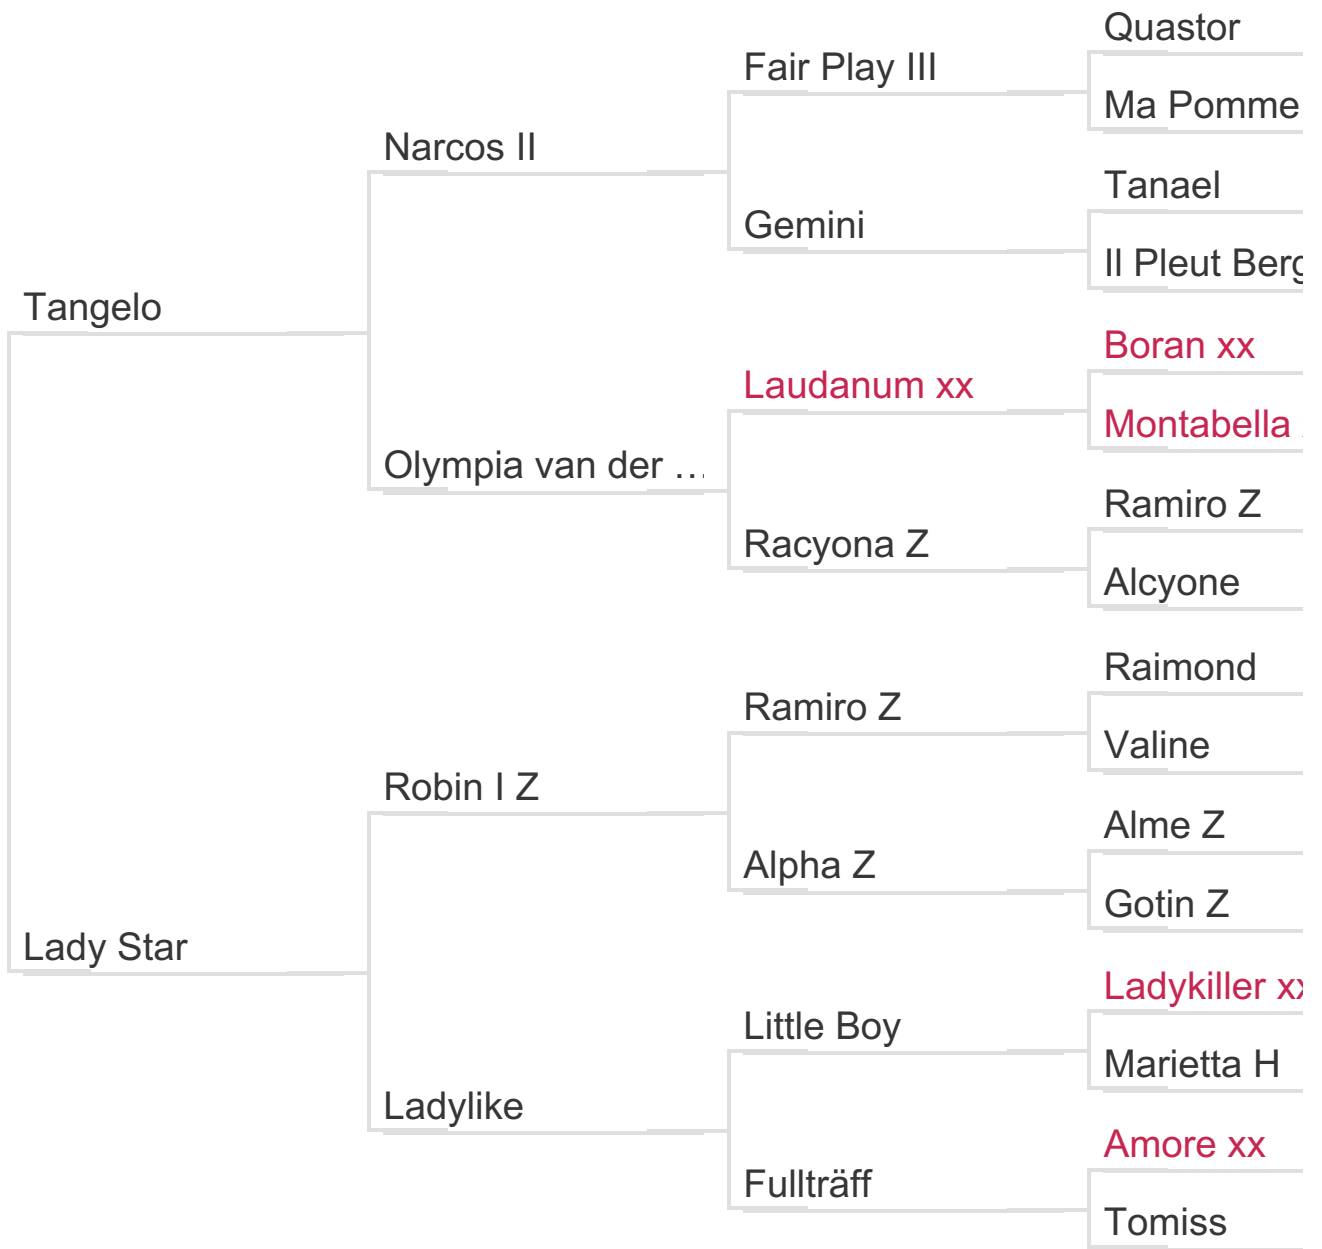 Quastor
Fair Play III
Ma Pomme
Narcos II
Tanael
Gemini
Il Pleut Berg
Tangelo
Boran xx
Laudanum xx
Montabella
Olympia van der …
Ramiro Z
Racyona Z
Alcyone
Raimond
Ramiro Z
Valine
Robin I Z
Alme Z
Alpha Z
Gotin Z
Lady Star
Ladykiller xx
Little Boy
Marietta H
Ladylike
Amore xx
Fullträff
Tomiss